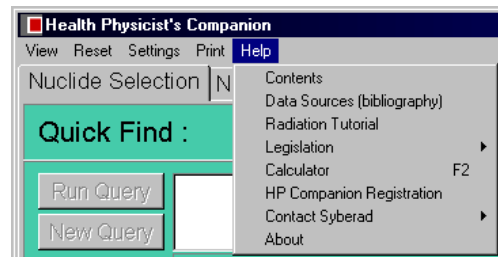 Health Physicist's Companion
View Reset Settings Print Help
Nuclide Selection N
Quick Find :
Run Query
New Query
Contents
Data Sources (bibliography)
Radiation Tutorial
Legislation
Calculator F2
HP Companion Registration
Contact Syberad
About